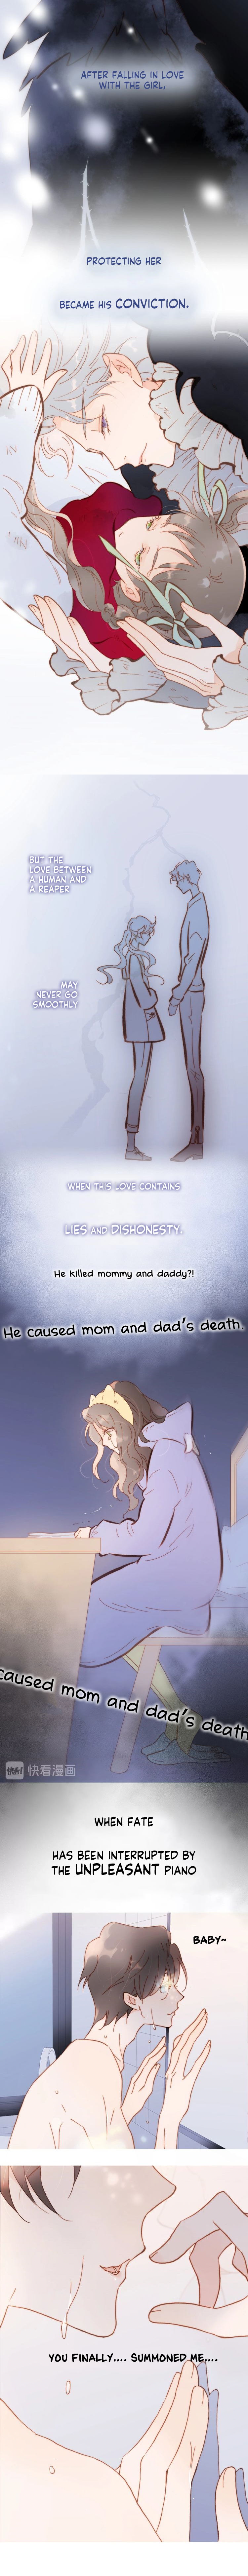 AFTER FALLING IN LOVE
WITH THE GIRL,
PROTECTING HER
BECAME HIS CONVICTION.
BUT THE
LOVE BETWEEN
A HUMAN AND
A REAPER
MAY
NEVER GO
SMOOTHLY
WHEN THIS LOVE CONTAINS
LIES AND DISHONESTY.
He killed mommy and daddy?!
He caused mom and dad's death.
caused mom and dad's death
快看! 快看漫画
WHEN FATE
HAS BEEN INTERRUPTED BY
THE UNPLEASANT PIANO
BABY~
YOU FINALLY.... SUMMONED ME....